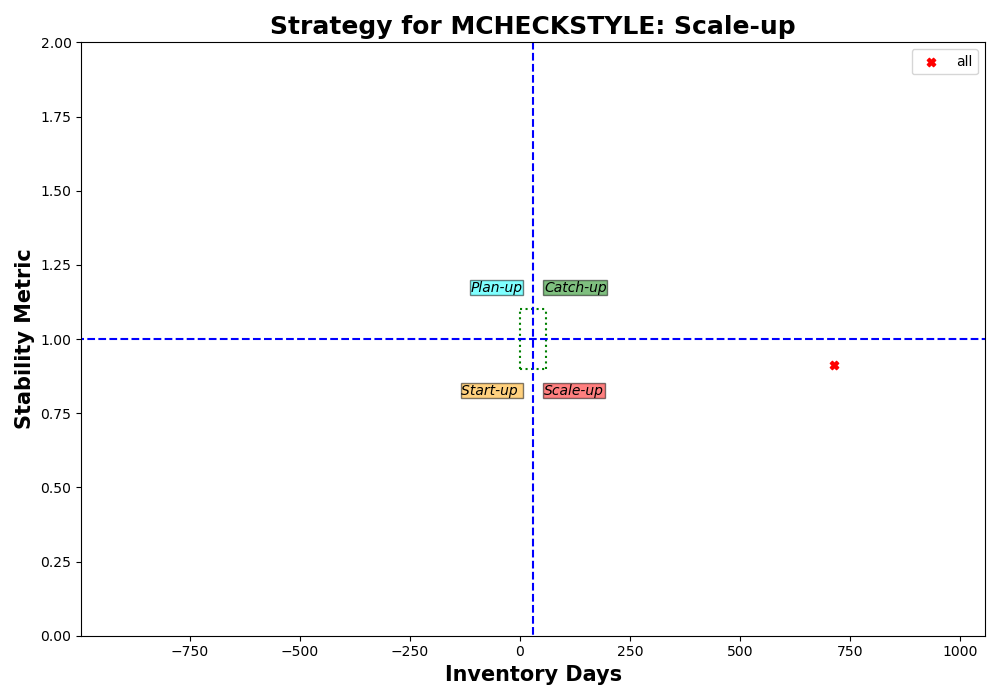 Strategy for MCHECKSTYLE: Scale-up
all
2.00
1.75
1.50
1.25
1.00
0.75
0.50
0.25
0.00
Stability Metric
Plan-up
Catch-up
Start-up
Scale-up
−750
−500
−250
0
250
500
750
1000
Inventory Days